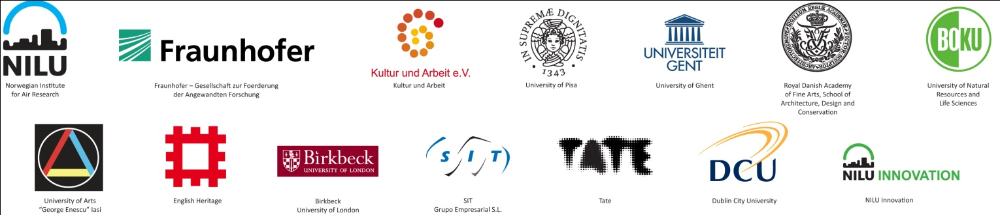 NILU
Norwegian Institute
for Air Research
Fraunhofer
Fraunhofer – Gesellschaft zur Foerderung
der Angewandten Forschung
Kultur und Arbeit e.V.
Kultur und Arbeit
IN SUPREMÆ DIGNITATIS
· 1343 ·
University of Pisa
UNIVERSITEIT
GENT
University of Ghent
Royal Danish Academy
of Fine Arts, School of
Architecture, Design and
Conservation
BOKU
University of Natural
Resources and
Life Sciences
University of Arts
“George Enescu” Iasi
English Heritage
Birkbeck
UNIVERSITY OF LONDON
Birkbeck
University of London
SIT
SIT
Grupo Empresarial S.L.
TATE
Tate
DCU
Dublin City University
NILU INNOVATION
NILU Innovation